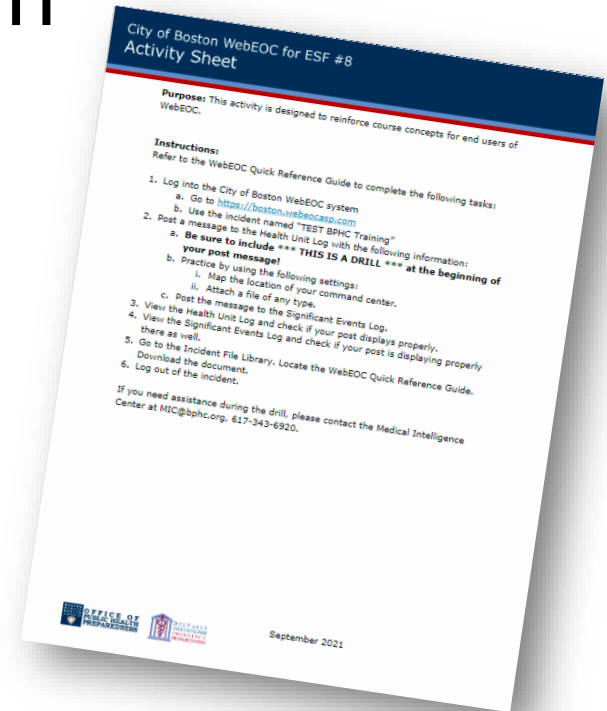 City of Boston WebEOC for ESF #8
Activity Sheet
Purpose: This activity is designed to reinforce course concepts for end users of
WebEOC.
Instructions:
Refer to the WebEOC Quick Reference Guide to complete the following tasks:
1. Log into the City of Boston WebEOC system
a. Go to https://boston.webeocasp.com
b. Use the incident named "TEST BPHC Training"
2. Post a message to the Health Unit Log with the following information:
a. Be sure to include *** THIS IS A DRILL *** at the beginning of
your post message!
b. Practice by using the following settings:
i. Map the location of your command center.
ii. Attach a file of any type.
c. Post the message to the Significant Events Log.
3. View the Health Unit Log and check if your post displays properly.
4. View the Significant Events Log and check if your post is displaying properly
there as well.
5. Go to the Incident File Library. Locate the WebEOC Quick Reference Guide.
Download the document.
6. Log out of the incident.
If you need assistance during the drill, please contact the Medical Intelligence
Center at MIC@bphc.org, 617-343-6920.
OFFICE OF
PUBLIC HEALTH
PREPAREDNESS
DELVALLE
INSTITUTE FOR
EMERGENCY
PREPAREDNESS
September 2021